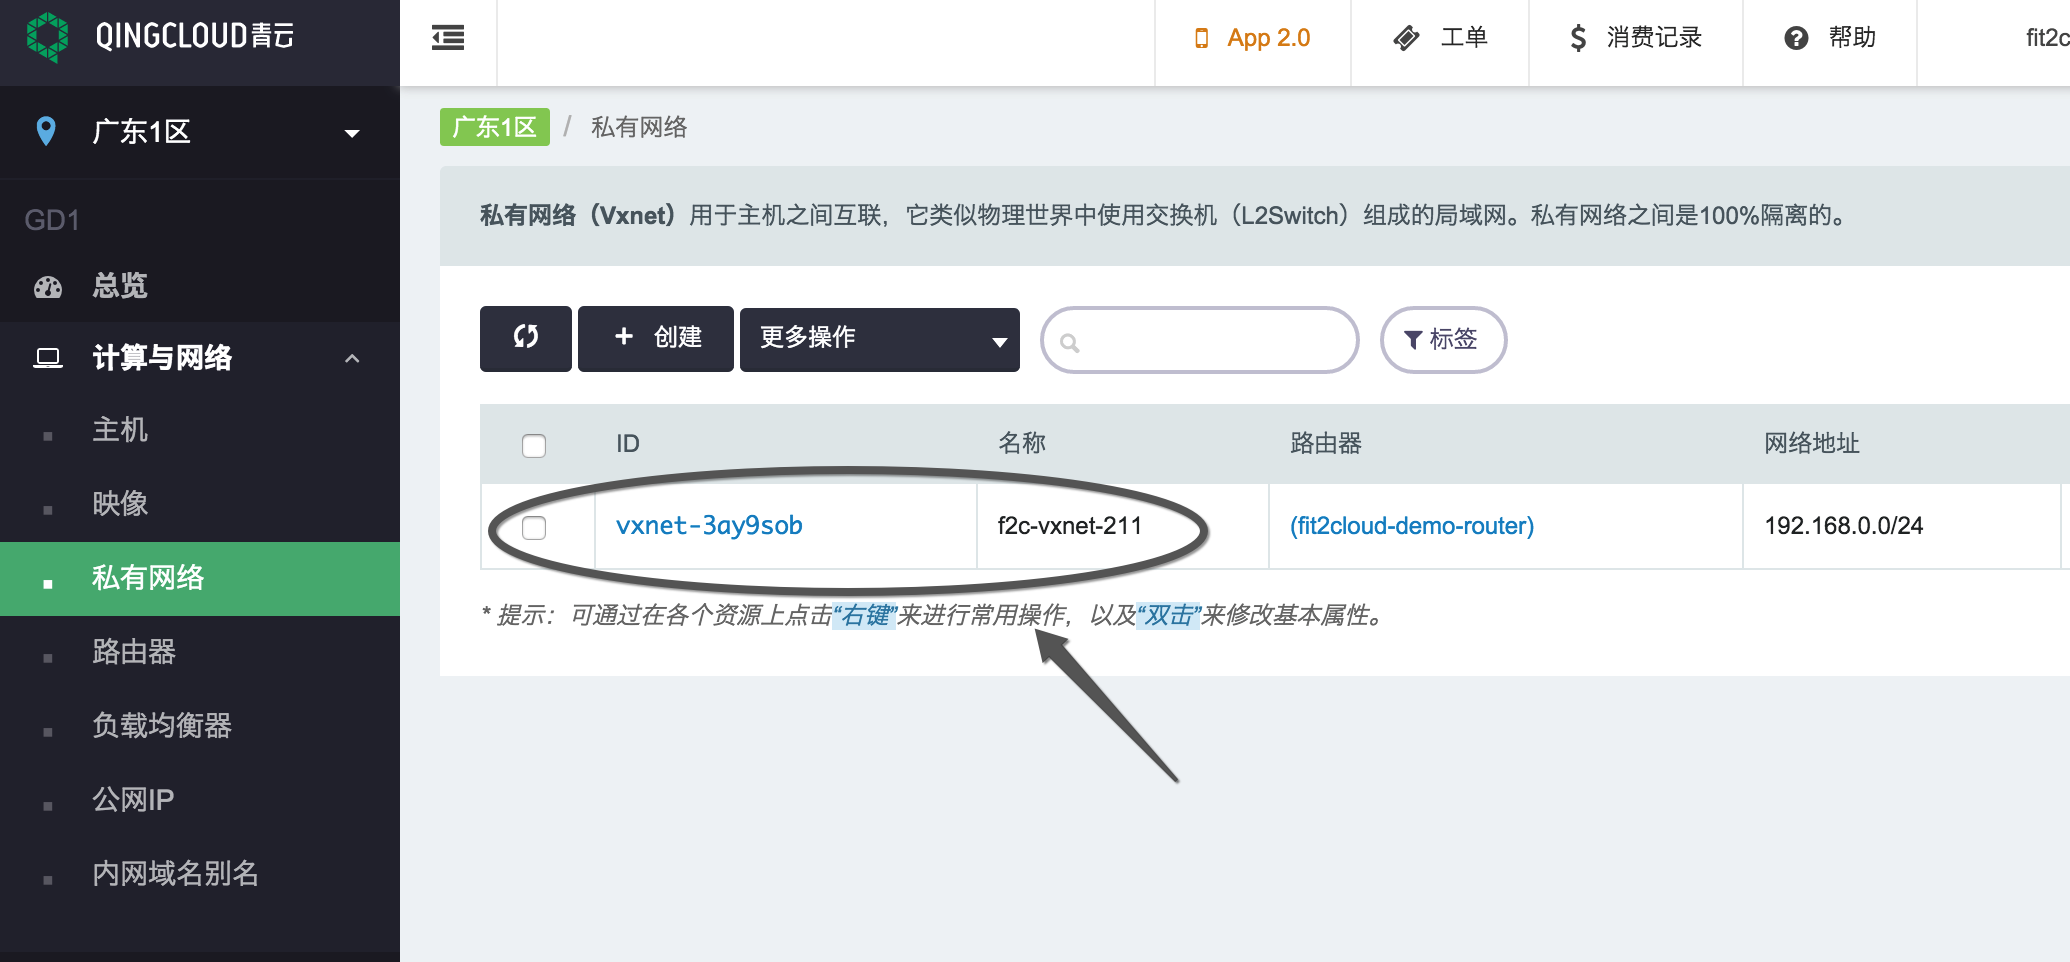 QINGCLOUD青云
App 2.0
工单
消费记录
帮助
fit2c
广东1区
GD1
总览
计算与网络
主机
映像
私有网络
路由器
负载均衡器
公网IP
内网域名别名
广东1区 / 私有网络
私有网络（Vxnet）用于主机之间互联，它类似物理世界中使用交换机（L2Switch）组成的局域网。私有网络之间是100%隔离的。
创建
更多操作
标签
ID 名称 路由器 网络地址
vxnet-3ay9sob f2c-vxnet-211 (fit2cloud-demo-router) 192.168.0.0/24
* 提示：可通过在各个资源上点击“右键”来进行常用操作，以及“双击”来修改基本属性。